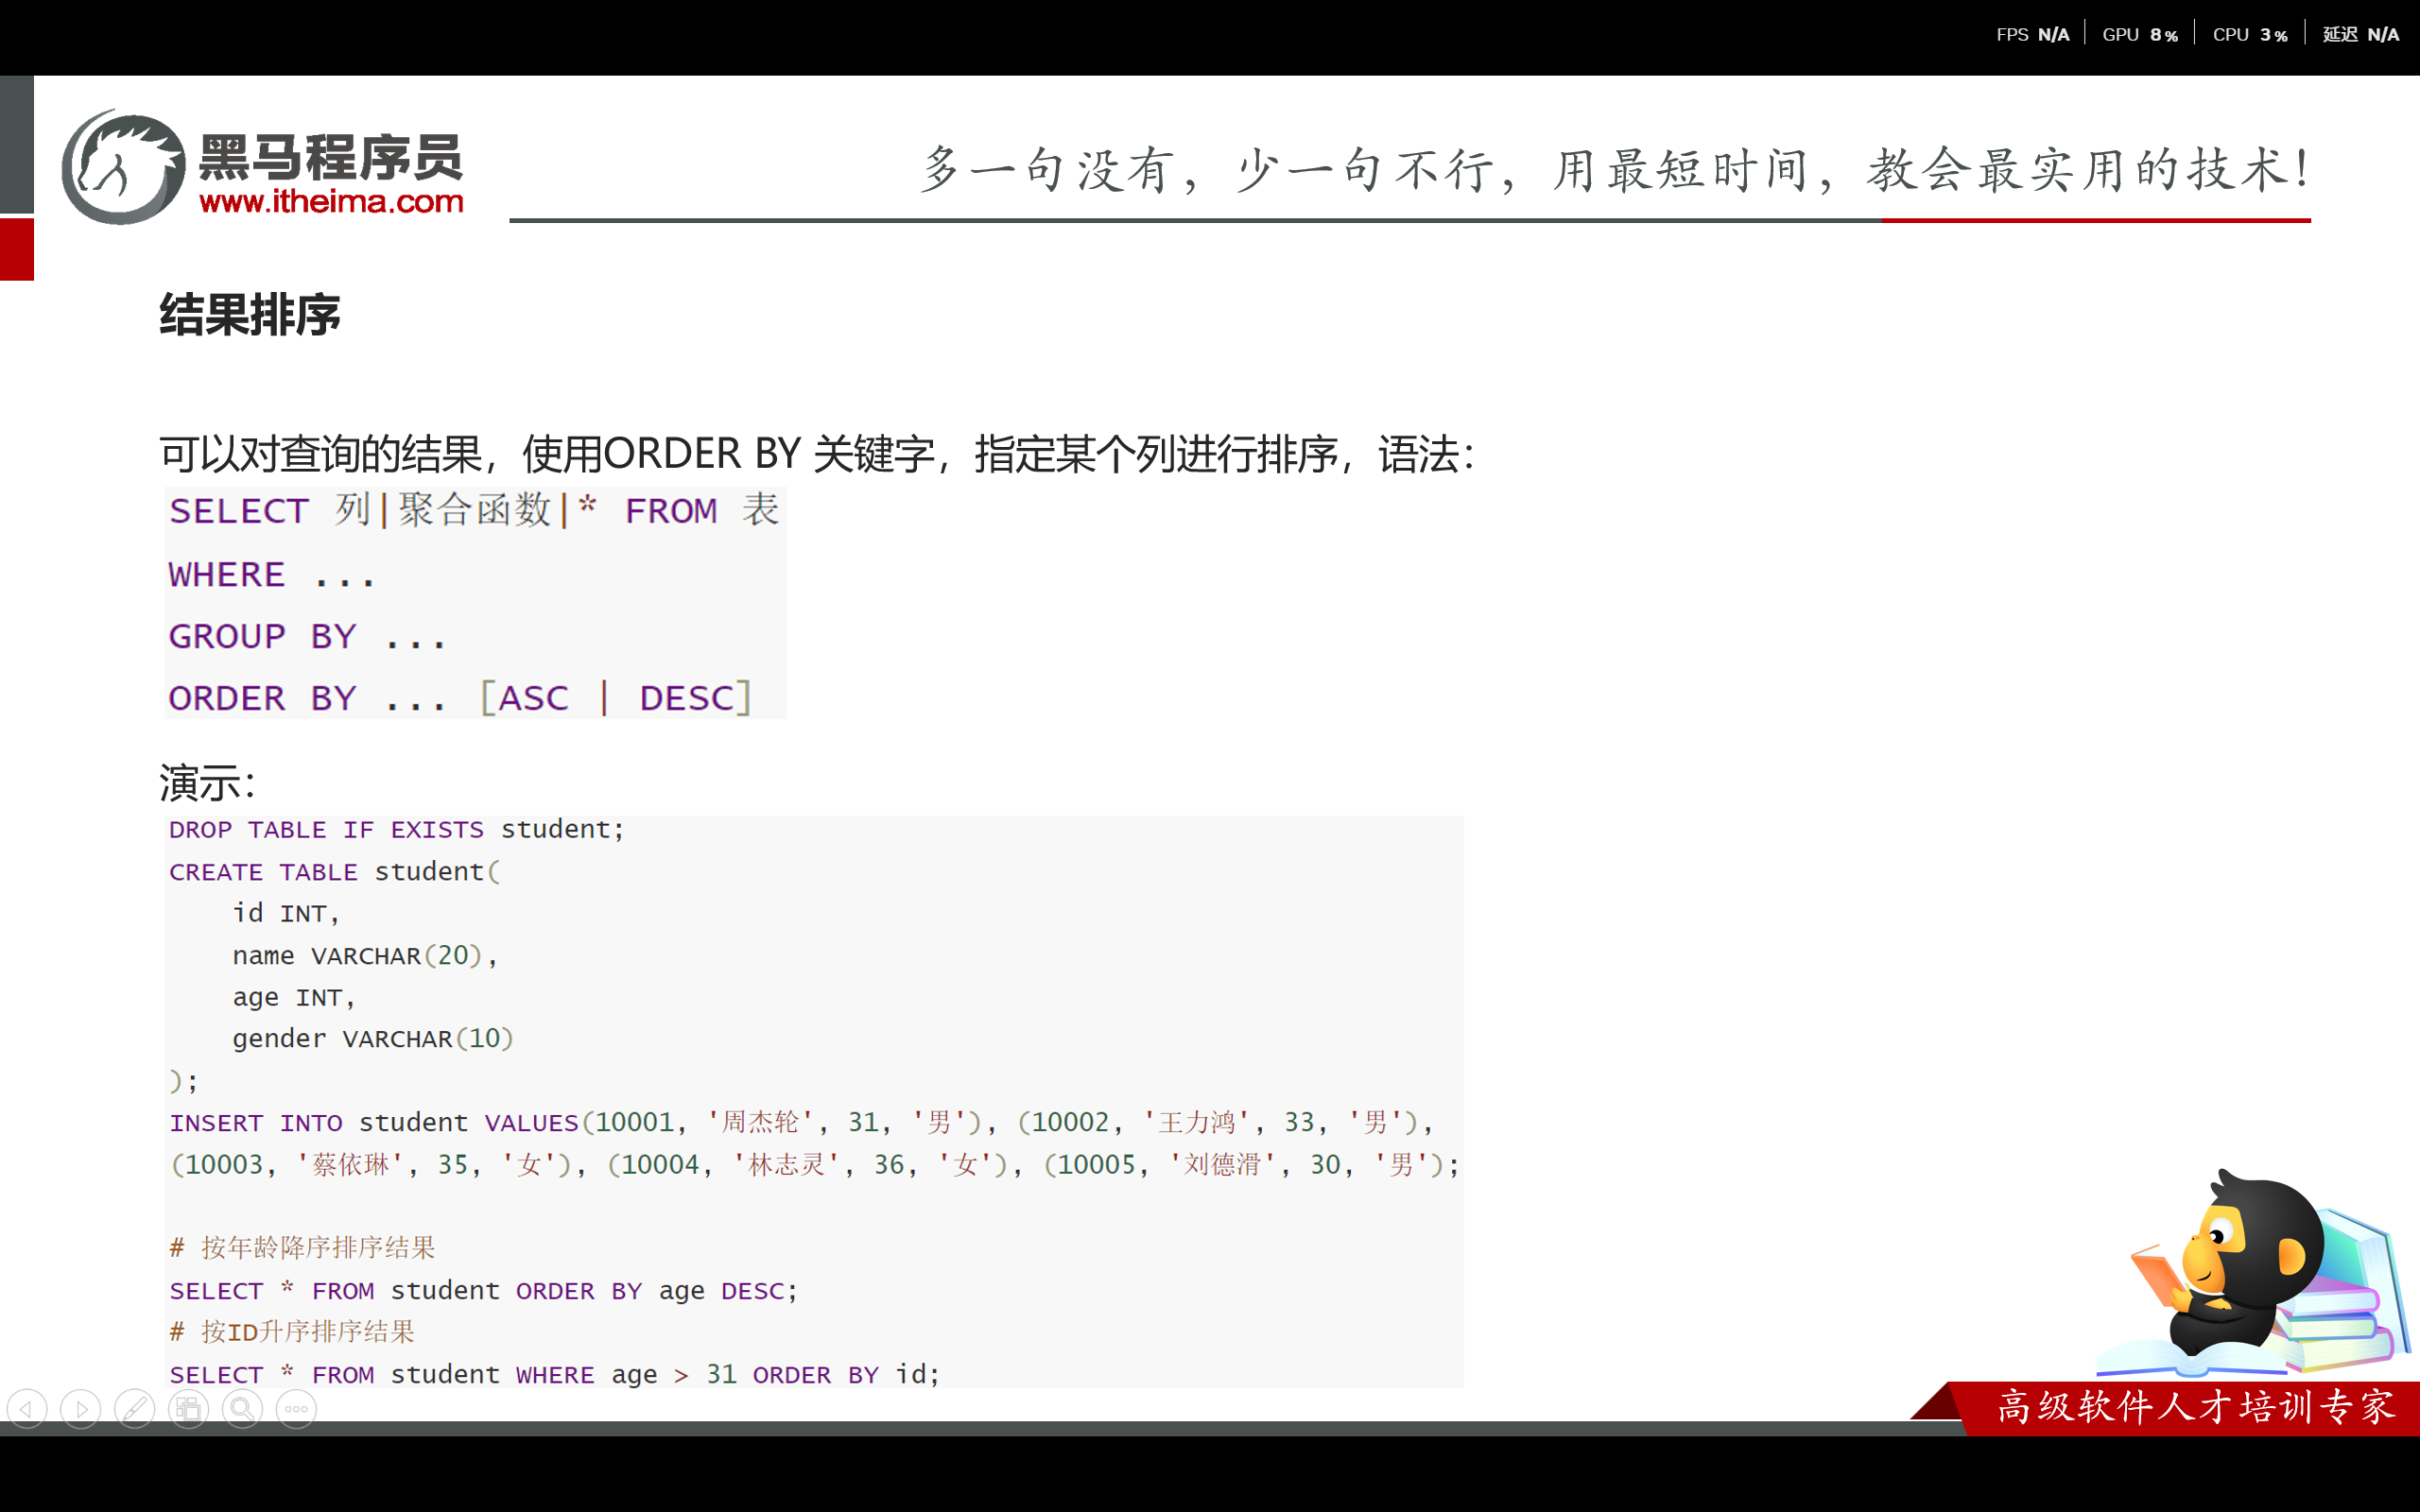 FPS N/A GPU 8% CPU 3% 延迟 N/A
黑马程序员
www.itheima.com
多一句没有，少一句不行，用最短时间，教会最实用的技术！
结果排序
可以对查询的结果，使用ORDER BY 关键字，指定某个列进行排序，语法：
SELECT 列|聚合函数|* FROM 表
WHERE ...
GROUP BY ...
ORDER BY ... [ASC | DESC]
演示：
DROP TABLE IF EXISTS student;
CREATE TABLE student(
    id INT,
    name VARCHAR(20),
    age INT,
    gender VARCHAR(10)
);
INSERT INTO student VALUES(10001, '周杰轮', 31, '男'), (10002, '王力鸿', 33, '男'),
(10003, '蔡依琳', 35, '女'), (10004, '林志灵', 36, '女'), (10005, '刘德滑', 30, '男');
# 按年龄降序排序结果
SELECT * FROM student ORDER BY age DESC;
# 按ID升序排序结果
SELECT * FROM student WHERE age > 31 ORDER BY id;
高级软件人才培训专家